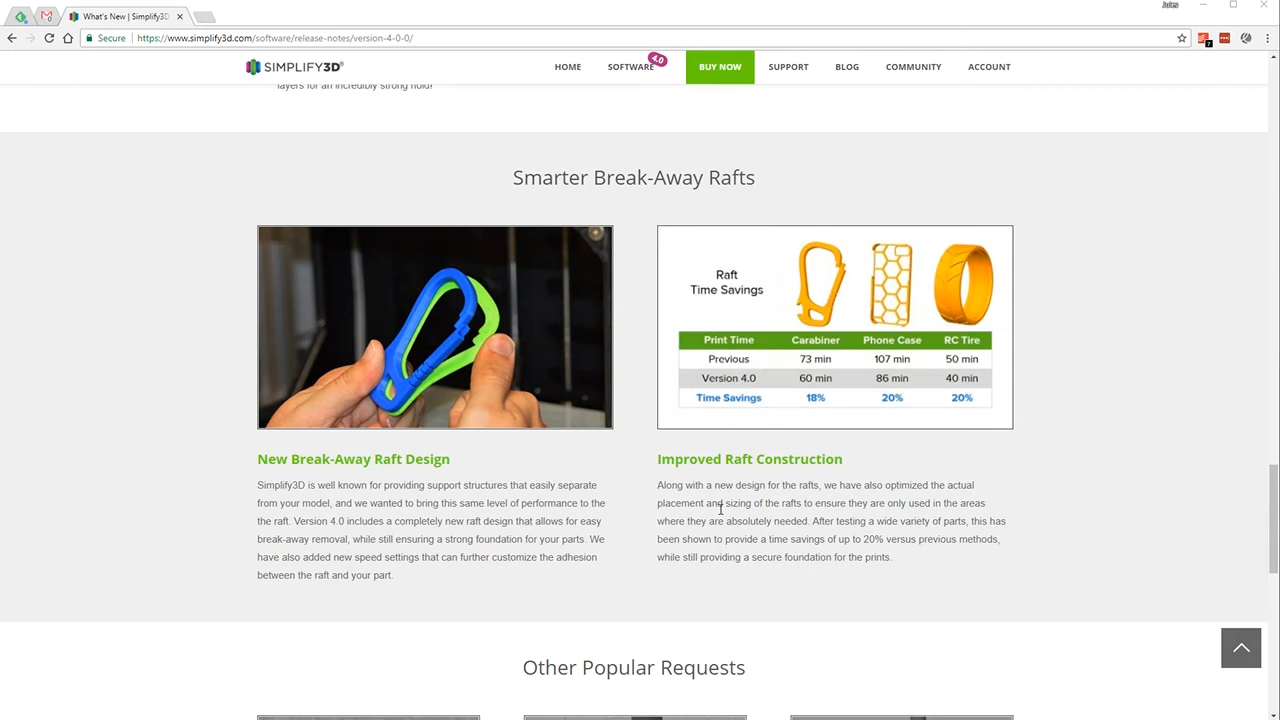 Jules
What's New | Simplify3D
Secure
https://www.simplify3d.com/software/release-notes/version-4-0-0/
7
SIMPLIFY3D®
HOME
SOFTWARE
4.0
BUY NOW
SUPPORT
BLOG
COMMUNITY
ACCOUNT
layers for an incredibly strong hold!
Smarter Break-Away Rafts
Raft
Time Savings
Print Time Carabiner Phone Case RC Tire
Previous 73 min 107 min 50 min
Version 4.0 60 min 86 min 40 min
Time Savings 18% 20% 20%
New Break-Away Raft Design
Simplify3D is well known for providing support structures that easily separate
from your model, and we wanted to bring this same level of performance to the
the raft. Version 4.0 includes a completely new raft design that allows for easy
break-away removal, while still ensuring a strong foundation for your parts. We
have also added new speed settings that can further customize the adhesion
between the raft and your part.
Improved Raft Construction
Along with a new design for the rafts, we have also optimized the actual
placement and sizing of the rafts to ensure they are only used in the areas
where they are absolutely needed. After testing a wide variety of parts, this has
been shown to provide a time savings of up to 20% versus previous methods,
while still providing a secure foundation for the prints.
Other Popular Requests